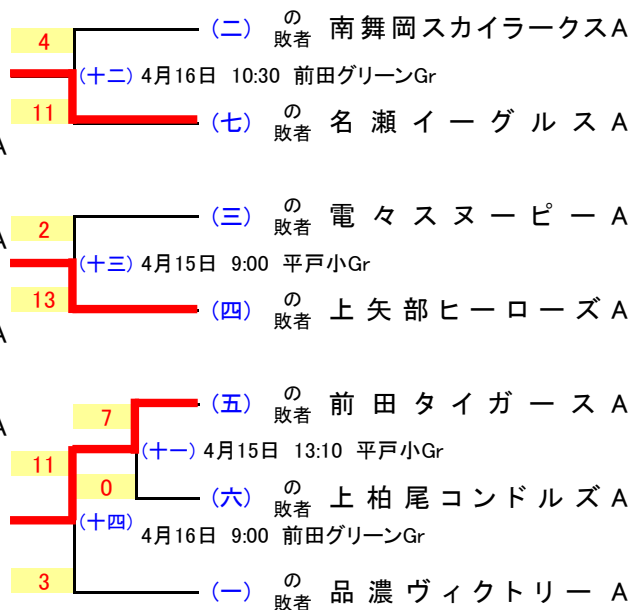 4 (二) の敗者 南舞岡スカイラークスA
(十二) 4月16日 10:30 前田グリーンGr
11 (七) の敗者 名瀬イーグルスA
A
2 (三) の敗者 電々スヌーピーA
A
(十三) 4月15日 9:00 平戸小Gr
13 (四) の敗者 上矢部ヒーローズA
A
7 (五) の敗者 前田タイガースA
A
(十一) 4月15日 13:10 平戸小Gr
11
0 (六) の敗者 上柏尾コンドルズA
(十四) 4月16日 9:00 前田グリーンGr
3 (一) の敗者 品濃ヴィクトリーA